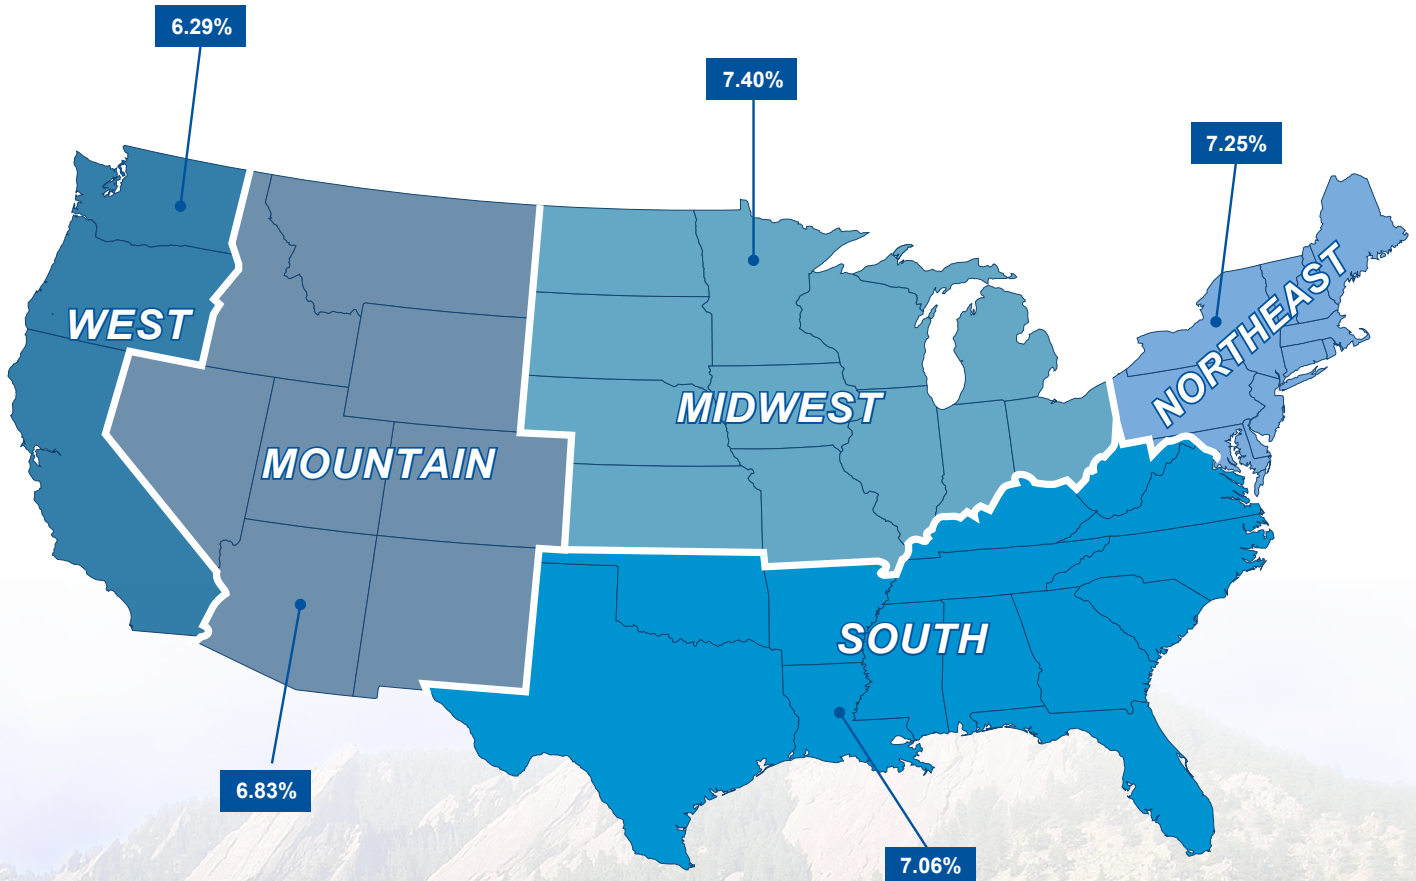 6.29%
7.40%
7.25%
WEST
MIDWEST
NORTHEAST
MOUNTAIN
SOUTH
6.83%
7.06%